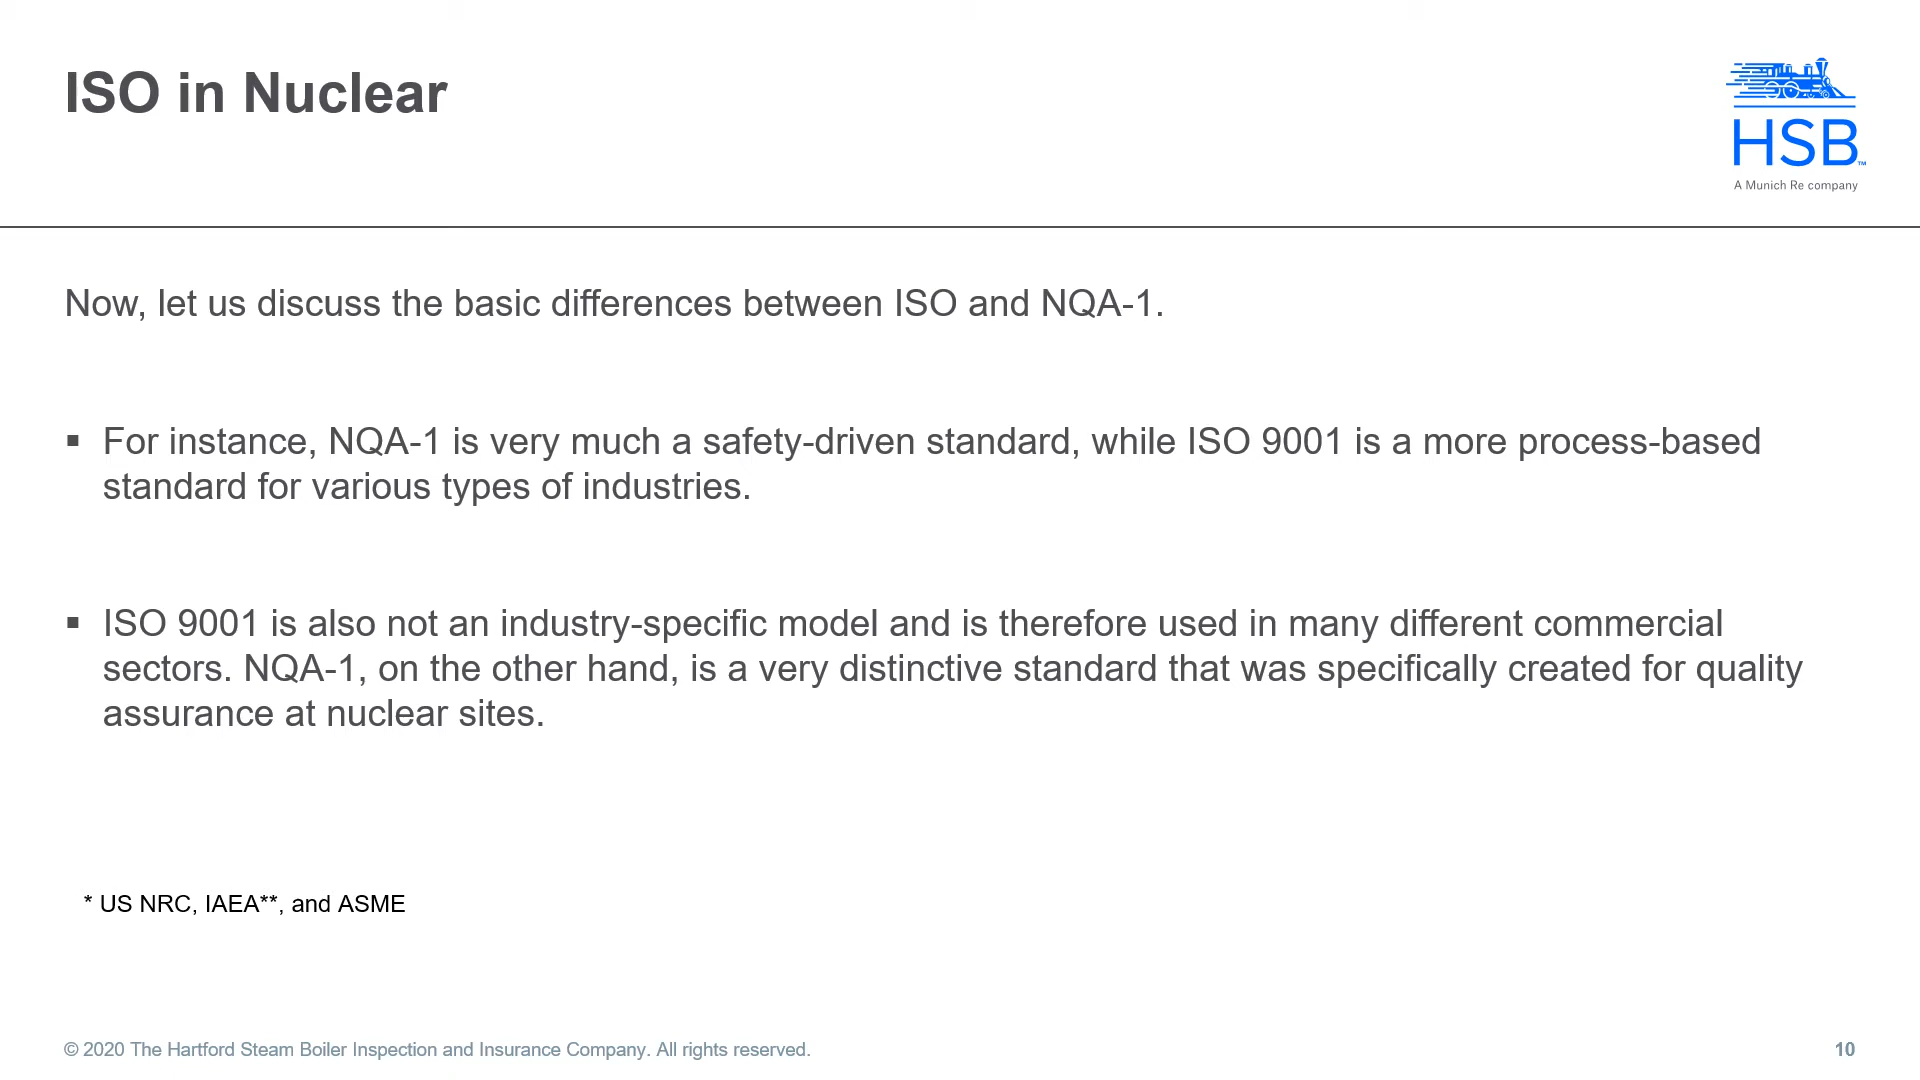 ISO in Nuclear
HSB™
A Munich Re company
Now, let us discuss the basic differences between ISO and NQA-1.
▪ For instance, NQA-1 is very much a safety-driven standard, while ISO 9001 is a more process-based
standard for various types of industries.
▪ ISO 9001 is also not an industry-specific model and is therefore used in many different commercial
sectors. NQA-1, on the other hand, is a very distinctive standard that was specifically created for quality
assurance at nuclear sites.
* US NRC, IAEA**, and ASME
© 2020 The Hartford Steam Boiler Inspection and Insurance Company. All rights reserved.
10